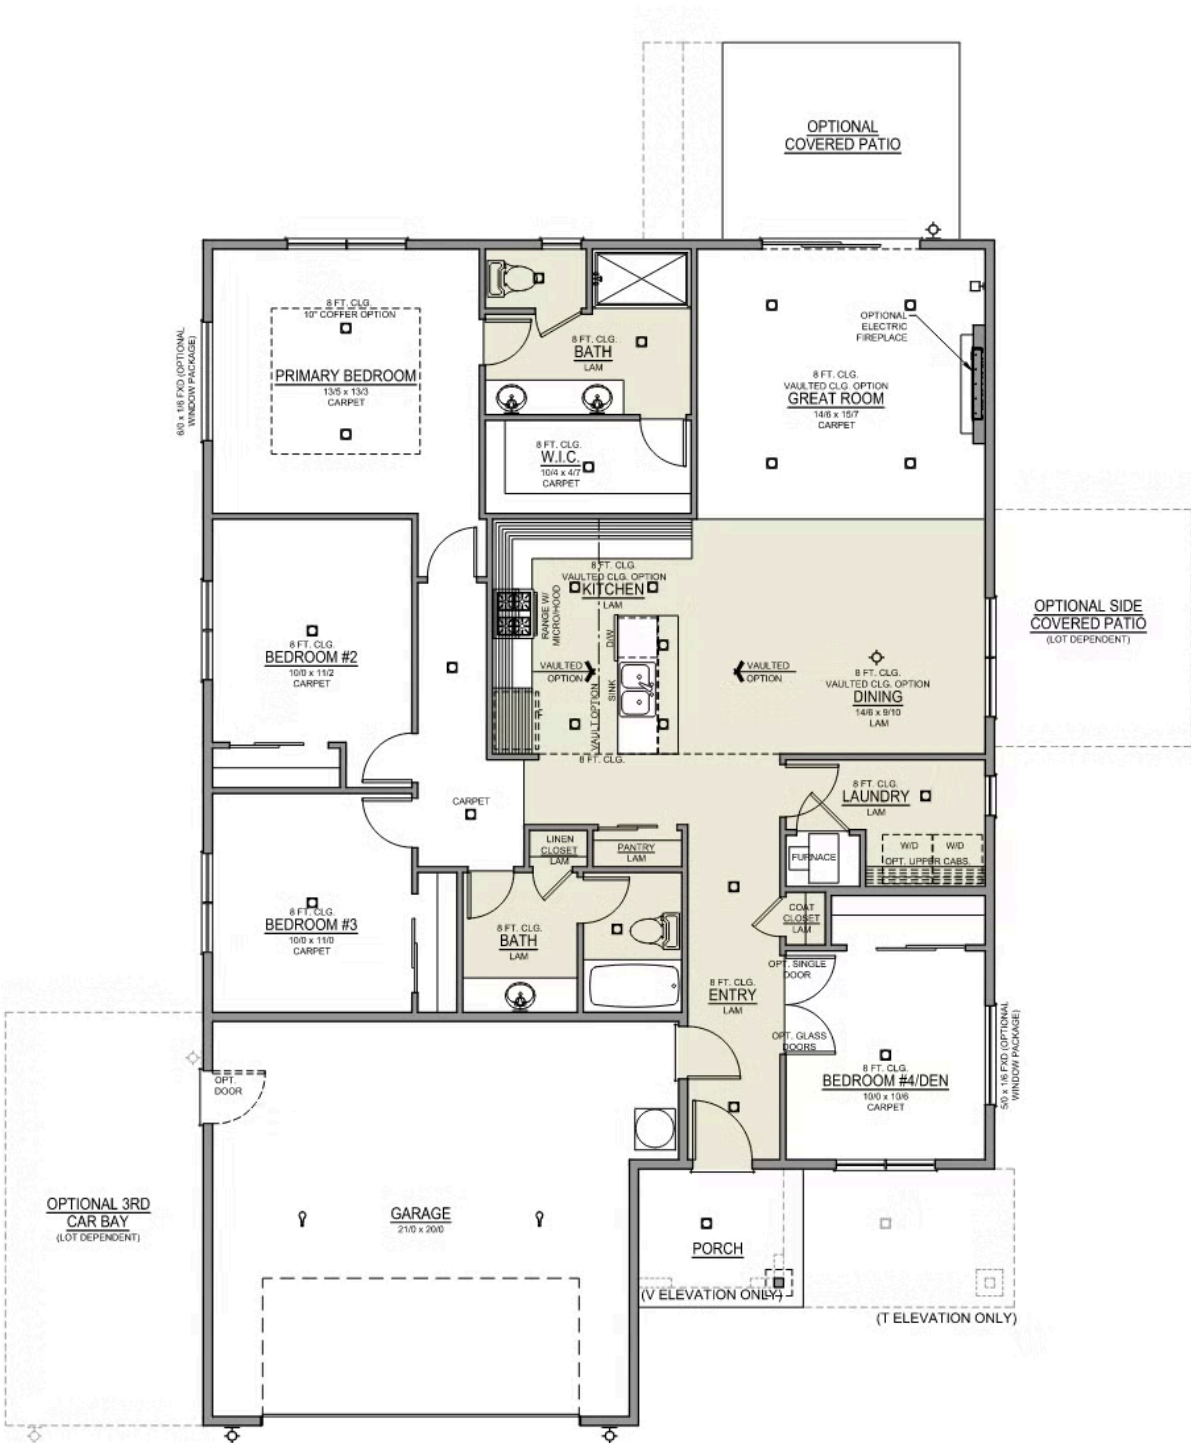 OPTIONAL
COVERED PATIO
8 FT. CLG.
10" COFFER OPTION
PRIMARY BEDROOM
13/5 x 13/3
CARPET
6/0 x 1/6 FXD (OPTIONAL
WINDOW PACKAGE)
8 FT. CLG.
BATH
LAM
8 FT. CLG.
W.I.C.
10/4 x 4/7
CARPET
OPTIONAL
ELECTRIC
FIREPLACE
8 FT. CLG.
VAULTED CLG. OPTION
GREAT ROOM
14/6 x 15/7
CARPET
8 FT. CLG.
VAULTED CLG. OPTION
KITCHEN
LAM
RANGE W/
MICRO/HOOD
D/W
SINK
VAULTED
OPTION
VAULT OPTION
8 FT. CLG.
VAULTED
OPTION
8 FT. CLG.
VAULTED CLG. OPTION
DINING
14/6 x 9/10
LAM
OPTIONAL SIDE
COVERED PATIO
(LOT DEPENDENT)
8 FT. CLG.
BEDROOM #2
10/0 x 11/2
CARPET
CARPET
8 FT. CLG.
LAUNDRY
LAM
W/D
W/D
OPT. UPPER CABS.
FURNACE
LINEN
CLOSET
LAM
PANTRY
LAM
COAT
CLOSET
LAM
8 FT. CLG.
BEDROOM #3
10/0 x 11/0
CARPET
8 FT. CLG.
BATH
LAM
8 FT. CLG.
ENTRY
LAM
OPT. SINGLE
DOOR
OPT. GLASS
DOORS
8 FT. CLG.
BEDROOM #4/DEN
10/0 x 10/6
CARPET
5/0 x 1/6 FXD (OPTIONAL
WINDOW PACKAGE)
OPT.
DOOR
OPTIONAL 3RD
CAR BAY
(LOT DEPENDENT)
GARAGE
21/0 x 20/0
PORCH
(V ELEVATION ONLY)
(T ELEVATION ONLY)